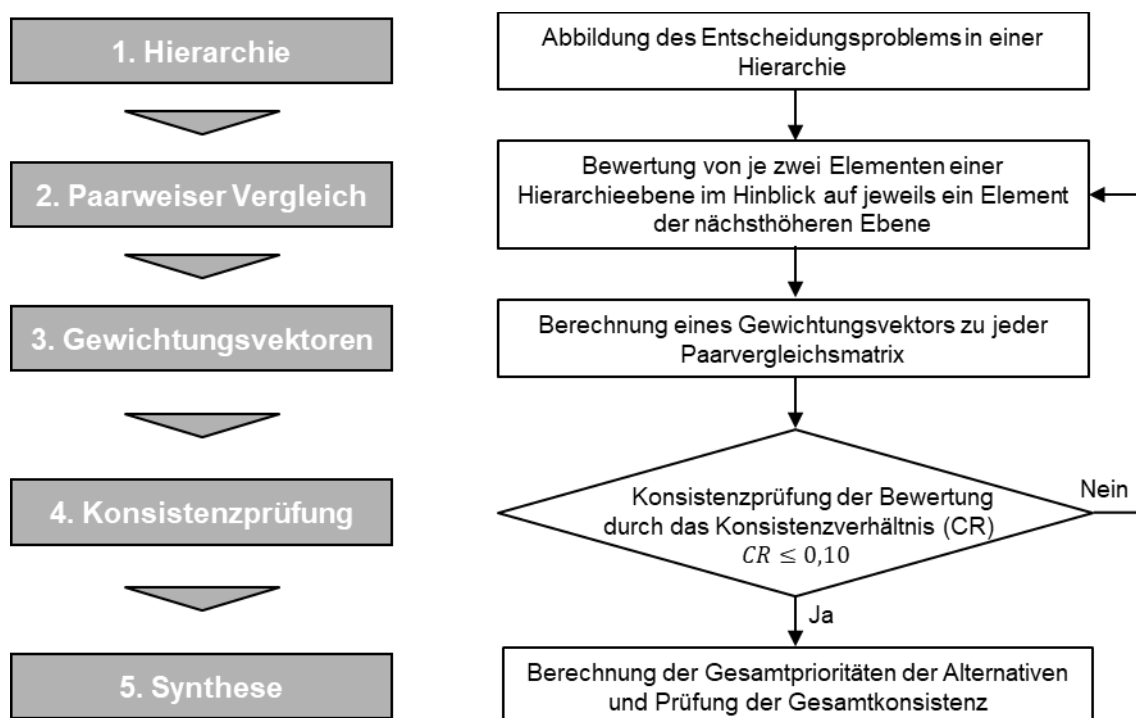 1. Hierarchie
Abbildung des Entscheidungsproblems in einer
Hierarchie
2. Paarweiser Vergleich
Bewertung von je zwei Elementen einer
Hierarchieebene im Hinblick auf jeweils ein Element
der nächsthöheren Ebene
3. Gewichtungsvektoren
Berechnung eines Gewichtungsvektors zu jeder
Paarvergleichsmatrix
4. Konsistenzprüfung
Konsistenzprüfung der Bewertung
durch das Konsistenzverhältnis (CR)
CR ≤ 0,10
Nein
Ja
5. Synthese
Berechnung der Gesamtprioritäten der Alternativen
und Prüfung der Gesamtkonsistenz